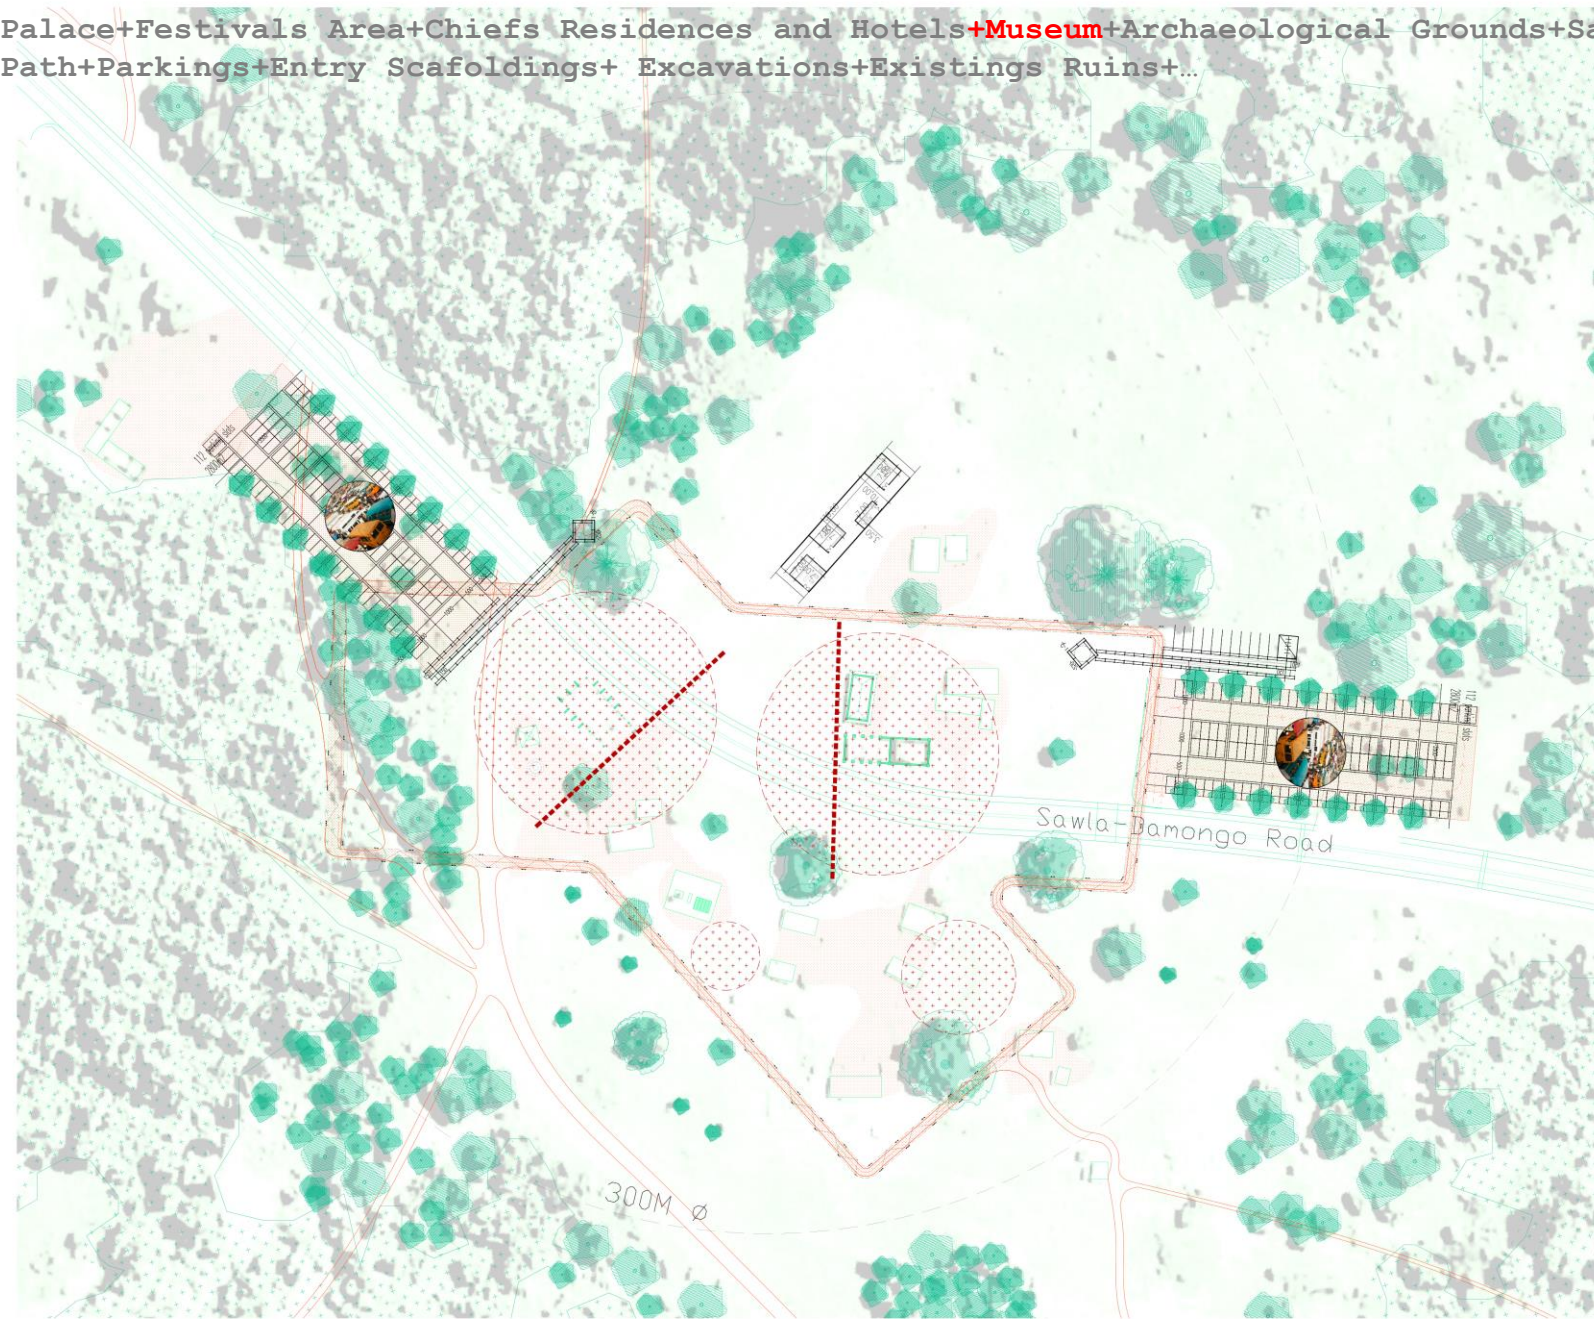 Palace+Festivals Area+Chiefs Residences and Hotels+Museum+Archaeological Grounds+Sa
Path+Parkings+Entry Scafoldings+ Excavations+Existings Ruins+…
Sawla-Damongo Road
300M Ø